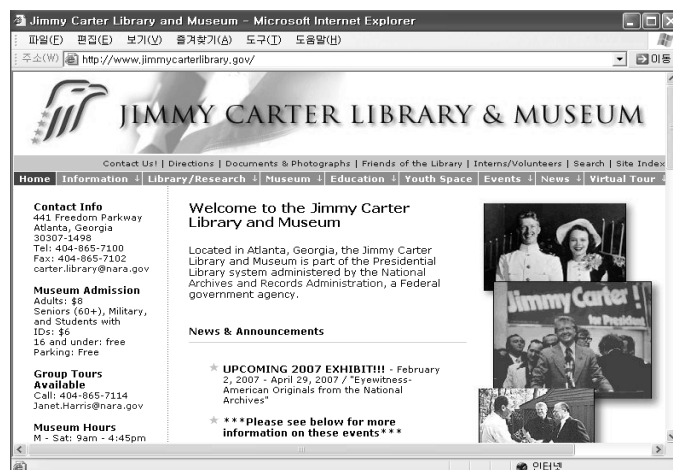 Jimmy Carter Library and Museum - Microsoft Internet Explorer
파일(F) 편집(E) 보기(V) 즐겨찾기(A) 도구(T) 도움말(H)
주소(W) http://www.jimmycarterlibrary.gov/ 이동
JIMMY CARTER LIBRARY & MUSEUM
Contact Us! | Directions | Documents & Photographs | Friends of the Library | Interns/Volunteers | Search | Site Index
Home Information Library/Research Museum Education Youth Space Events News Virtual Tour
Contact Info
441 Freedom Parkway
Atlanta, Georgia
30307-1498
Tel: 404-865-7100
Fax: 404-865-7102
carter.library@nara.gov
Museum Admission
Adults: $8
Seniors (60+), Military,
and Students with
IDs: $6
16 and under: free
Parking: Free
Group Tours
Available
Call: 404-865-7114
Janet.Harris@nara.gov
Museum Hours
M - Sat: 9am - 4:45pm
Welcome to the Jimmy Carter
Library and Museum
Located in Atlanta, Georgia, the Jimmy Carter
Library and Museum is part of the Presidential
Library system administered by the National
Archives and Records Administration, a Federal
government agency.
News & Announcements
UPCOMING 2007 EXHIBIT!!! - February
2, 2007 - April 29, 2007 / "Eyewitness-
American Originals from the National
Archives"
***Please see below for more
information on these events***
Jimmy Carter!
for President
인터넷